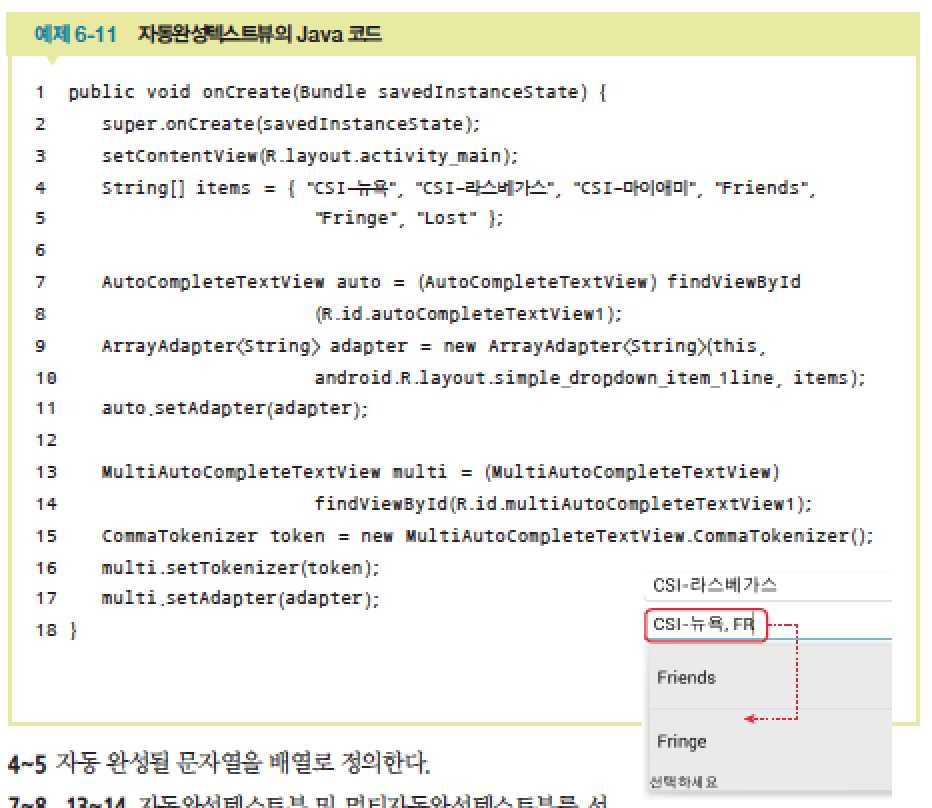 예제 6-11 자동완성텍스트뷰의 Java 코드
1 public void onCreate(Bundle savedInstanceState) {
2 super.onCreate(savedInstanceState);
3 setContentView(R.layout.activity_main);
4 String[] items = { "CSI-뉴욕", "CSI-라스베가스", "CSI-마이애미", "Friends",
5 "Fringe", "Lost" };
6
7 AutoCompleteTextView auto = (AutoCompleteTextView) findViewById
8 (R.id.autoCompleteTextView1);
9 ArrayAdapter<String> adapter = new ArrayAdapter<String>(this,
10 android.R.layout.simple_dropdown_item_1line, items);
11 auto.setAdapter(adapter);
12
13 MultiAutoCompleteTextView multi = (MultiAutoCompleteTextView)
14 findViewById(R.id.multiAutoCompleteTextView1);
15 CommaTokenizer token = new MultiAutoCompleteTextView.CommaTokenizer();
16 multi.setTokenizer(token);
17 multi.setAdapter(adapter);
18 }
CSI-라스베가스
CSI-뉴욕, FR
Friends
Fringe
선택하세요
4~5 자동 완성될 문자열을 배열로 정의한다.
7~8, 13~14 자동완성텍스트뷰 및 멀티자동완성텍스트뷰를